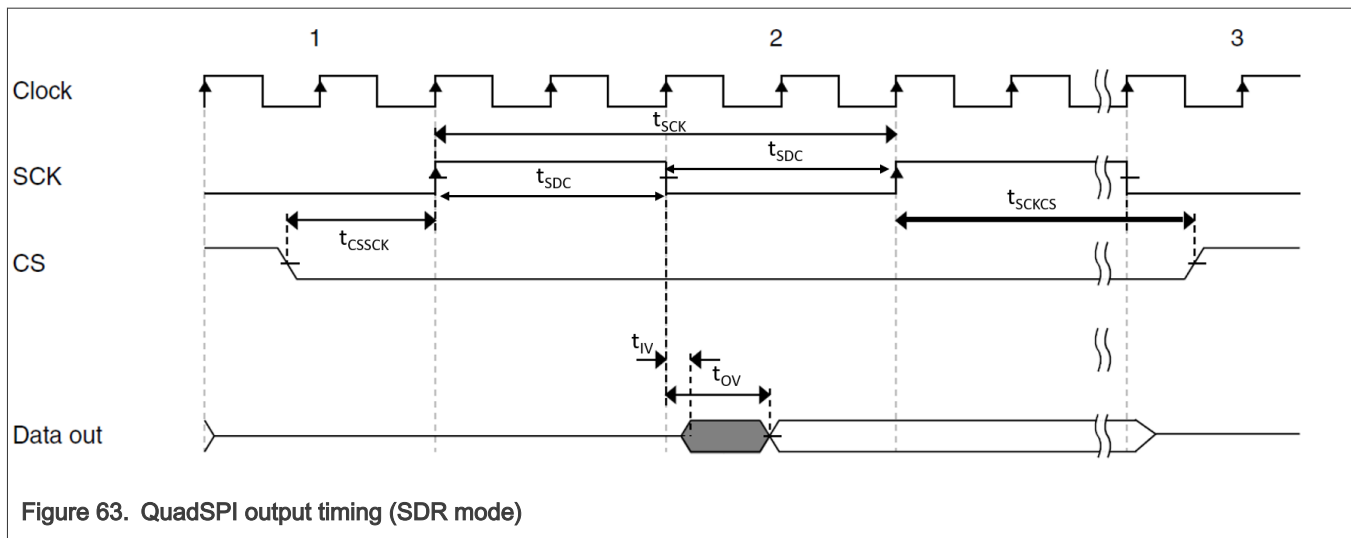 1 2 3
Clock
tSCK
tSDC
SCK
tSDC
tSCKCS
tCSSCK
CS
tIV
tOV
Data out
Figure 63. QuadSPI output timing (SDR mode)